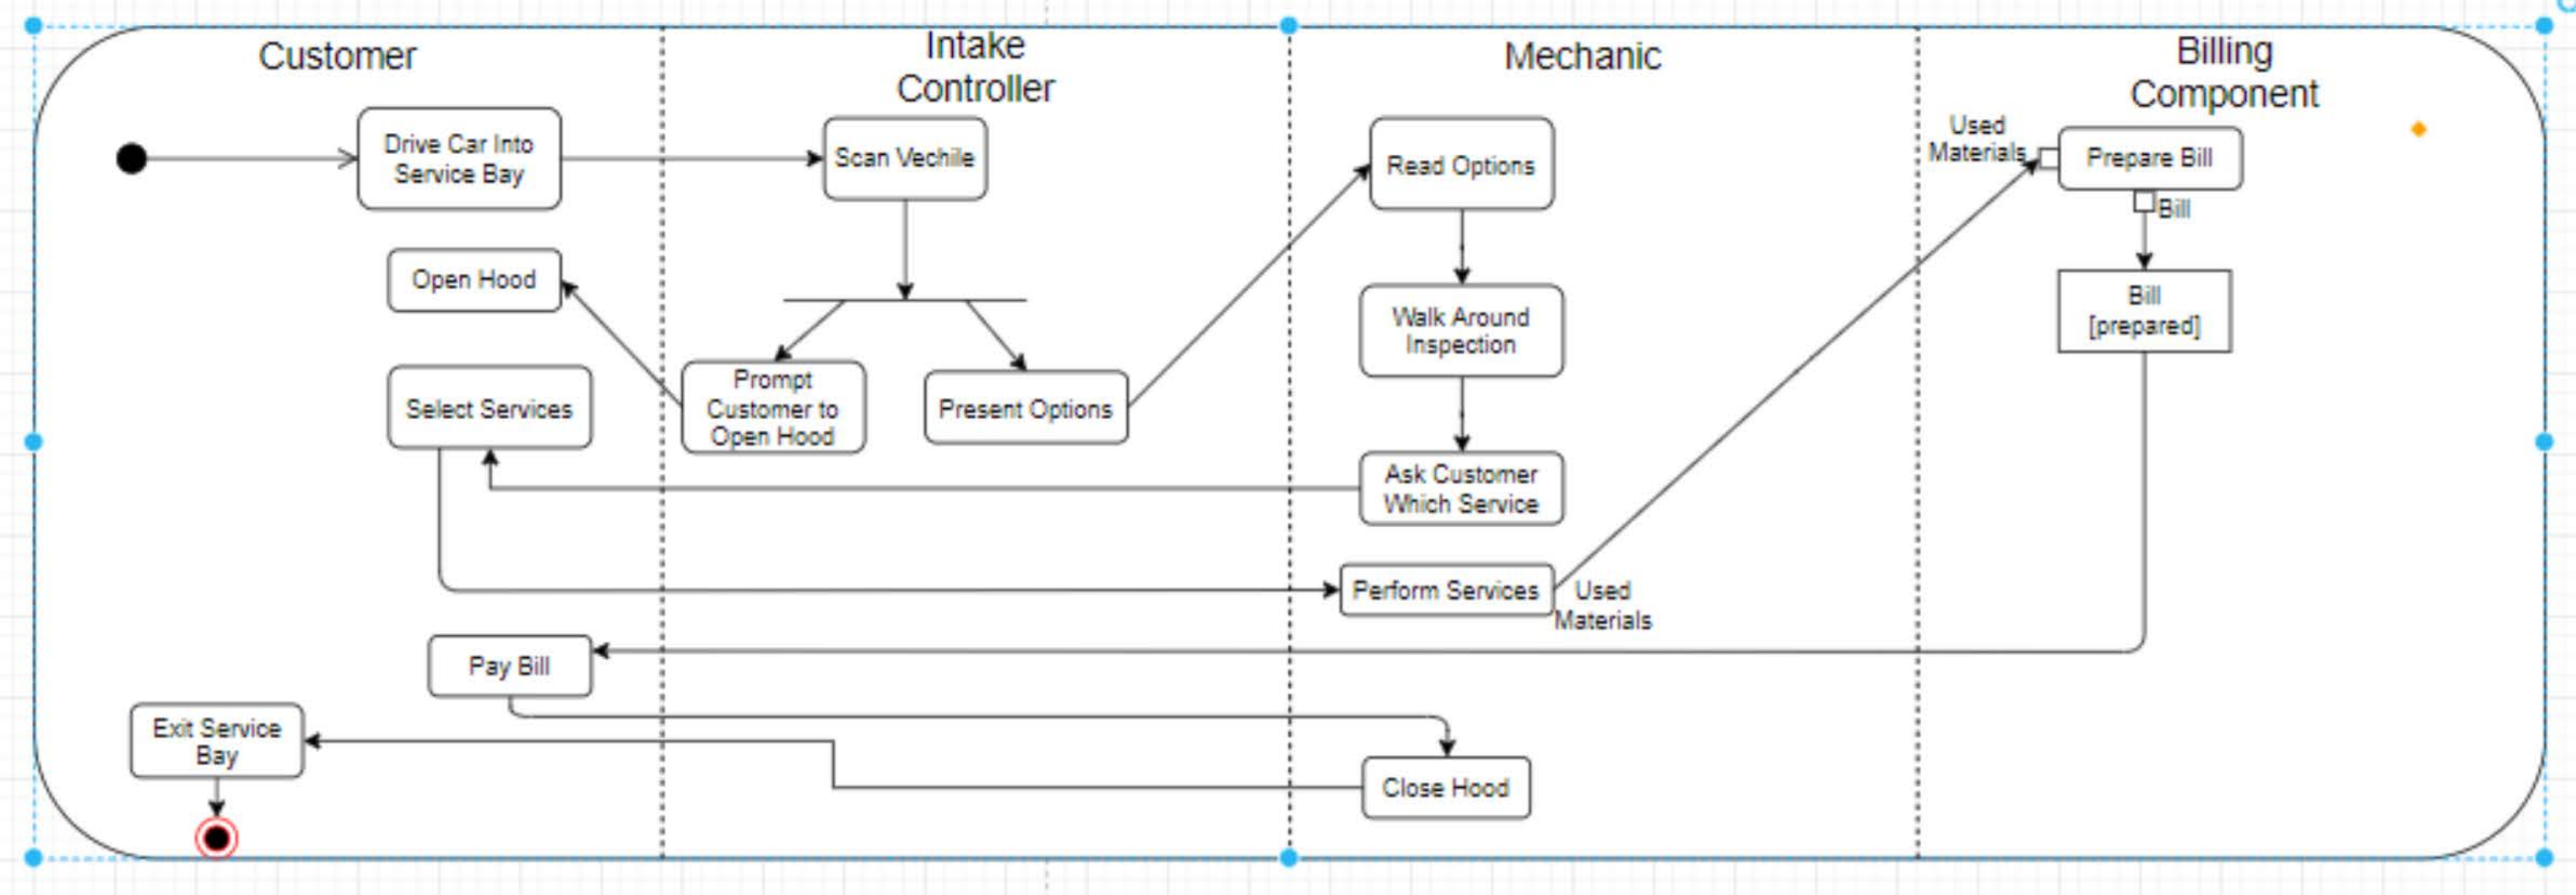 Customer
Intake
Controller
Mechanic
Billing
Component
Drive Car Into
Service Bay
Scan Vechile
Read Options
Used
Materials
Prepare Bill
Bill
Open Hood
Walk Around
Inspection
Bill
[prepared]
Select Services
Prompt
Customer to
Open Hood
Present Options
Ask Customer
Which Service
Perform Services
Used
Materials
Pay Bill
Exit Service
Bay
Close Hood